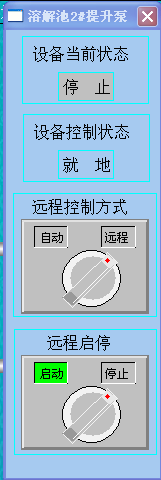 溶解池2#提升泵
设备当前状态
停 止
设备控制状态
就 地
远程控制方式
自动 远程
远程启停
启动 停止